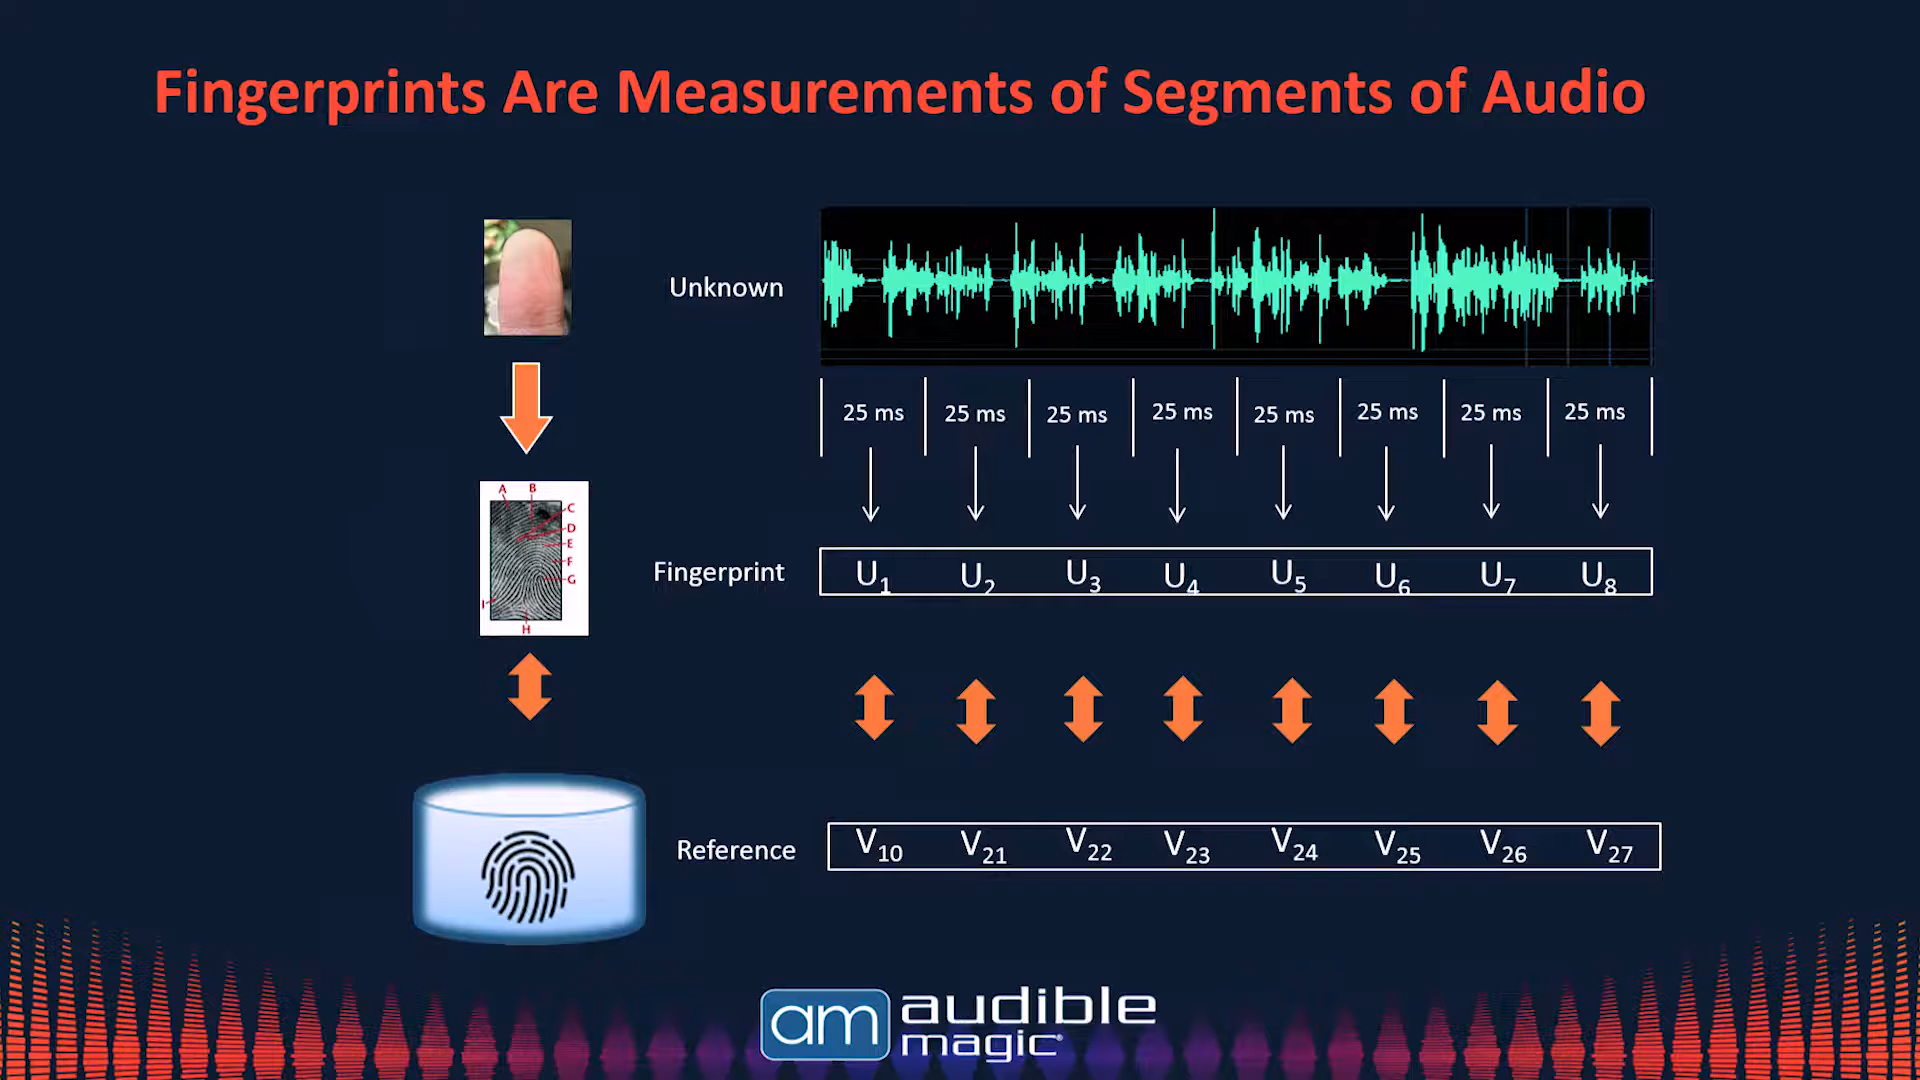 Fingerprints Are Measurements of Segments of Audio
Unknown
25 ms 25 ms 25 ms 25 ms 25 ms 25 ms 25 ms 25 ms
A B
C
D
E
F
G
I
H
Fingerprint U1 U2 U3 U4 U5 U6 U7 U8
Reference V10 V21 V22 V23 V24 V25 V26 V27
am audible
magic